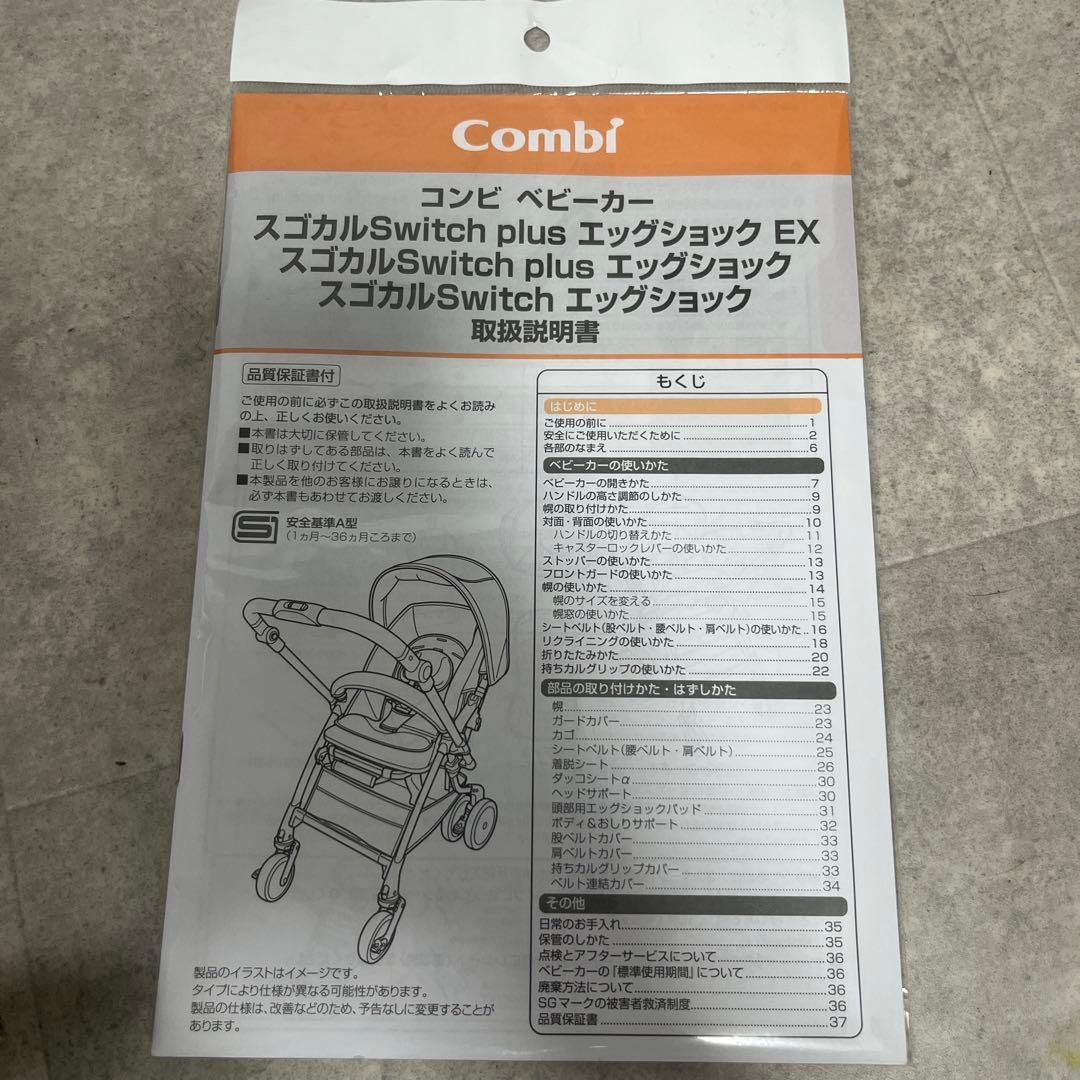 Combi
コンビ ベビーカー
スゴカルSwitch plus エッグショック EX
スゴカルSwitch plus エッグショック
スゴカルSwitch エッグショック
取扱説明書
品質保証書付
ご使用の前に必ずこの取扱説明書をよくお読み
の上、正しくお使いください。
■本書は大切に保管してください。
■取りはずしてある部品は、本書をよく読んで
正しく取り付けてください。
■本製品を他のお客様にお譲りになるときは、
必ず本書もあわせてお渡しください。
安全基準A型
(1ヵ月～36ヵ月ころまで)
製品のイラストはイメージです。
タイプにより仕様が異なる可能性があります。
製品の仕様は、改善などのため、予告なしに変更することが
あります。
もくじ
はじめに
ご使用の前に 1
安全にご使用いただくために 2
各部のなまえ 6
ベビーカーの使いかた
ベビーカーの開きかた 7
ハンドルの高さ調節のしかた 9
幌の取り付けかた 9
対面・背面の使いかた 10
ハンドルの切り替えかた 11
キャスターロックレバーの使いかた 12
ストッパーの使いかた 13
フロントガードの使いかた 13
幌の使いかた 14
幌のサイズを変える 15
幌窓の使いかた 15
シートベルト(股ベルト・腰ベルト・肩ベルト)の使いかた 16
リクライニングの使いかた 18
折りたたみかた 20
持ちカルグリップの使いかた 22
部品の取り付けかた・はずしかた
幌 23
ガードカバー 23
カゴ 24
シートベルト(腰ベルト・肩ベルト) 25
着脱シート 26
ダッコシートα 30
ヘッドサポート 30
頭部用エッグショックパッド 31
ボディ＆おしりサポート 32
股ベルトカバー 33
肩ベルトカバー 33
持ちカルグリップカバー 33
ベルト連結カバー 34
その他
日常のお手入れ 35
保管のしかた 35
点検とアフターサービスについて 36
ベビーカーの『標準使用期間』について 36
廃棄方法について 36
SGマークの被害者救済制度 36
品質保証書 37